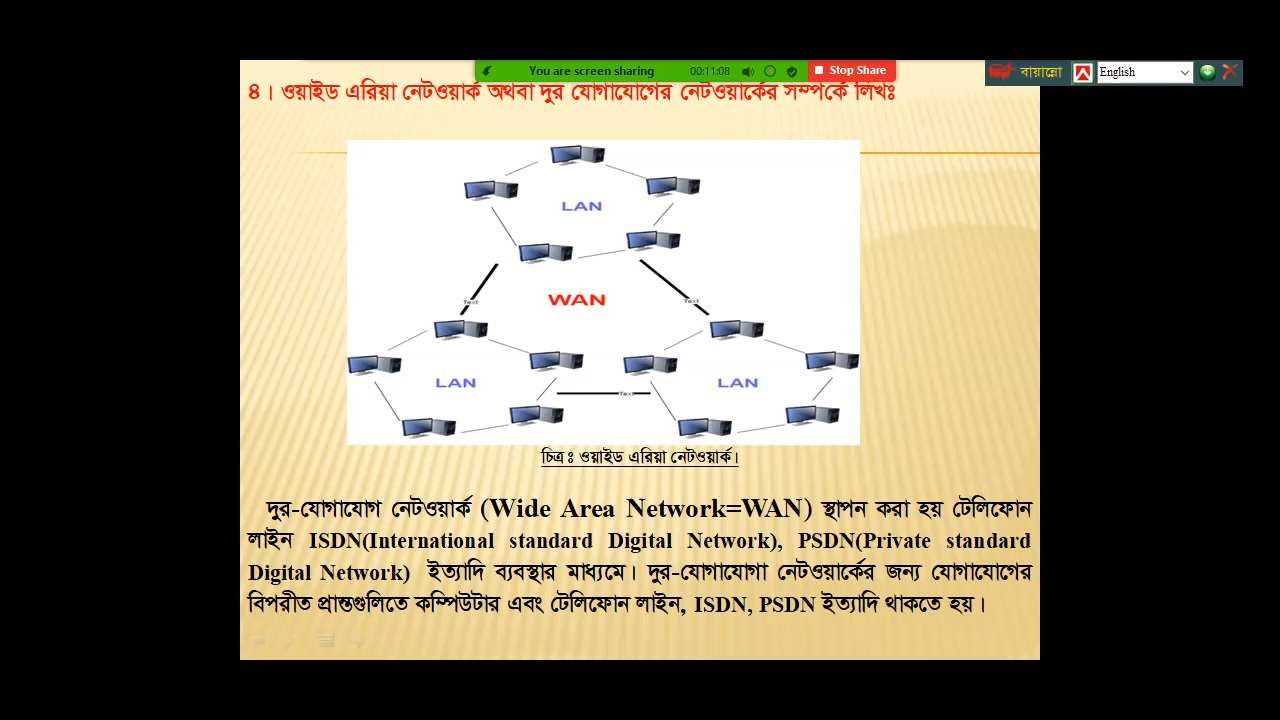 You are screen sharing 00:11:08 Stop Share
বায়ান্নো English
৪। ওয়াইড এরিয়া নেটওয়ার্ক অথবা দুর যোগাযোগের নেটওয়ার্কের সম্পর্কে লিখঃ
LAN
Text
WAN
Text
LAN
LAN
Text
চিত্র ঃ ওয়াইড এরিয়া নেটওয়ার্ক।
দুর-যোগাযোগ নেটওয়ার্ক (Wide Area Network=WAN) স্থাপন করা হয় টেলিফোন
লাইন ISDN(International standard Digital Network), PSDN(Private standard
Digital Network) ইত্যাদি ব্যবস্থার মাধ্যমে। দুর-যোগাযোগা নেটওয়ার্কের জন্য যোগাযোগের
বিপরীত প্রান্তগুলিতে কম্পিউটার এবং টেলিফোন লাইন, ISDN, PSDN ইত্যাদি থাকতে হয়।